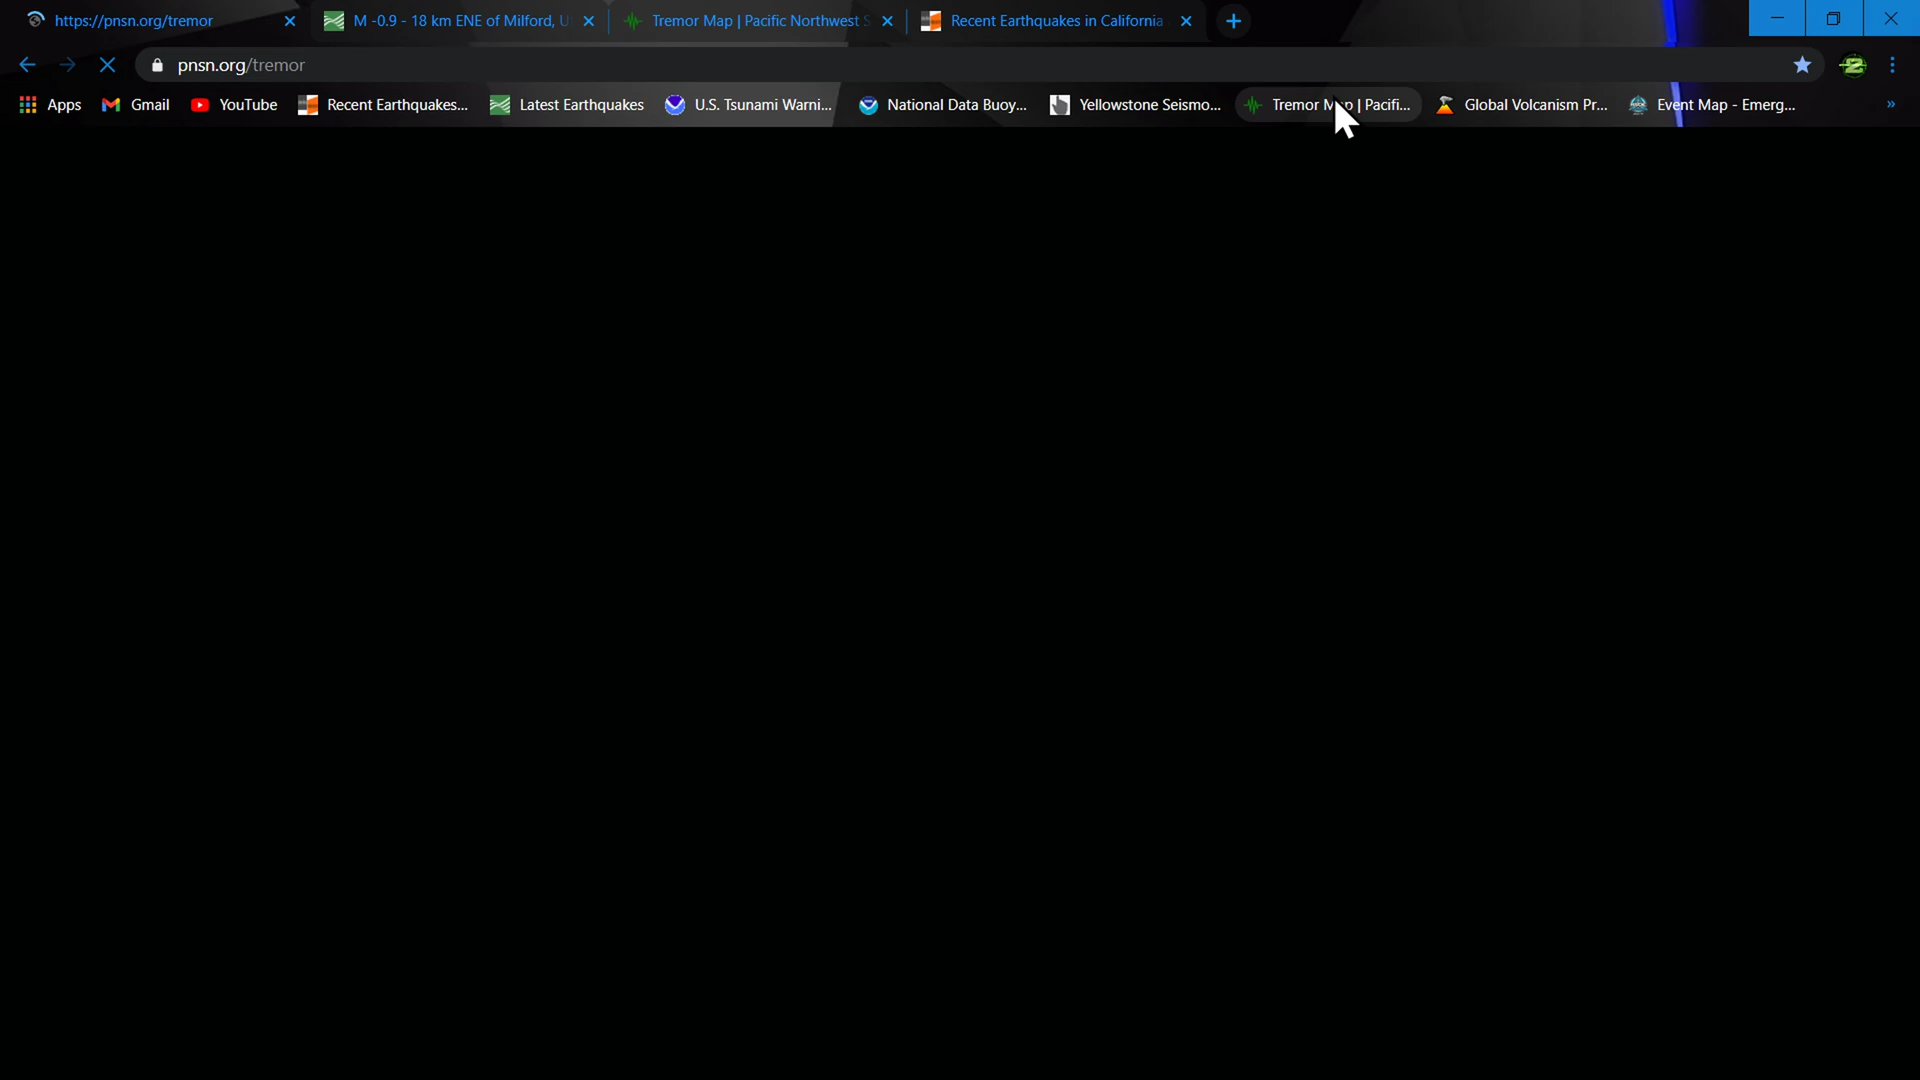 https://pnsn.org/tremor M -0.9 - 18 km ENE of Milford, U Tremor Map | Pacific Northwest S Recent Earthquakes in California
pnsn.org/tremor
Apps Gmail YouTube Recent Earthquakes... Latest Earthquakes U.S. Tsunami Warni... National Data Buoy... Yellowstone Seismo... Tremor Map | Pacifi... Global Volcanism Pr... Event Map - Emerg... »